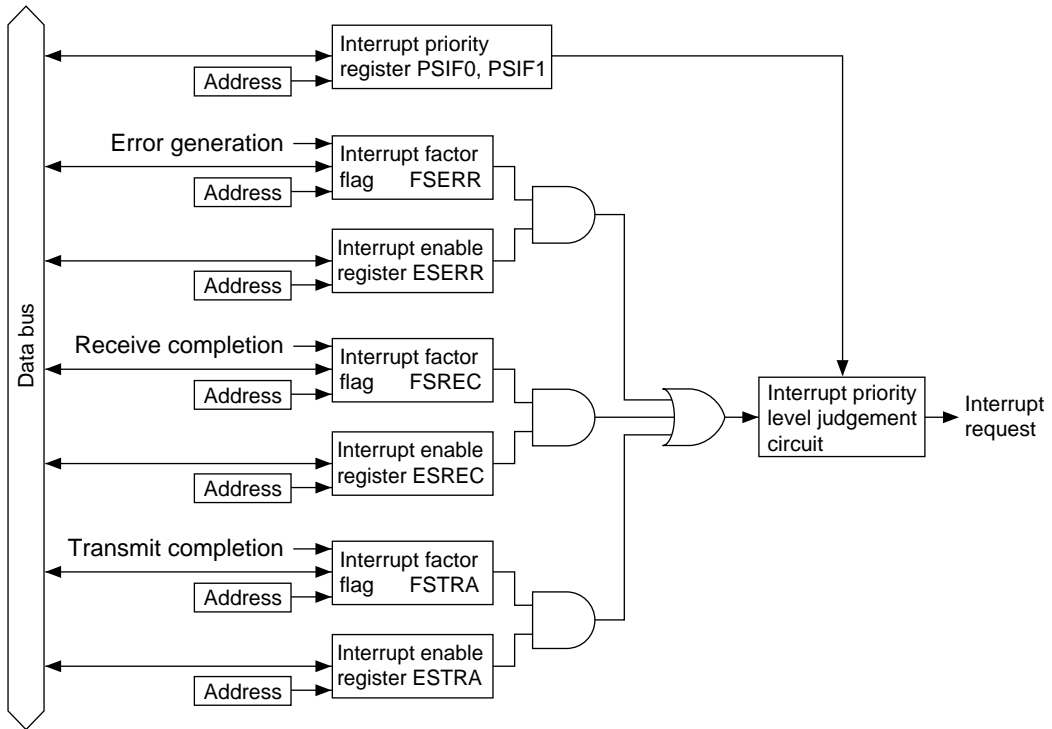 Data bus
Interrupt priority
register PSIF0, PSIF1
Address
Error generation
Interrupt factor
flag FSERR
Address
Interrupt enable
register ESERR
Address
Receive completion
Interrupt factor
flag FSREC
Address
Interrupt enable
register ESREC
Address
Transmit completion
Interrupt factor
flag FSTRA
Address
Interrupt enable
register ESTRA
Address
Interrupt priority
level judgement
circuit
Interrupt
request